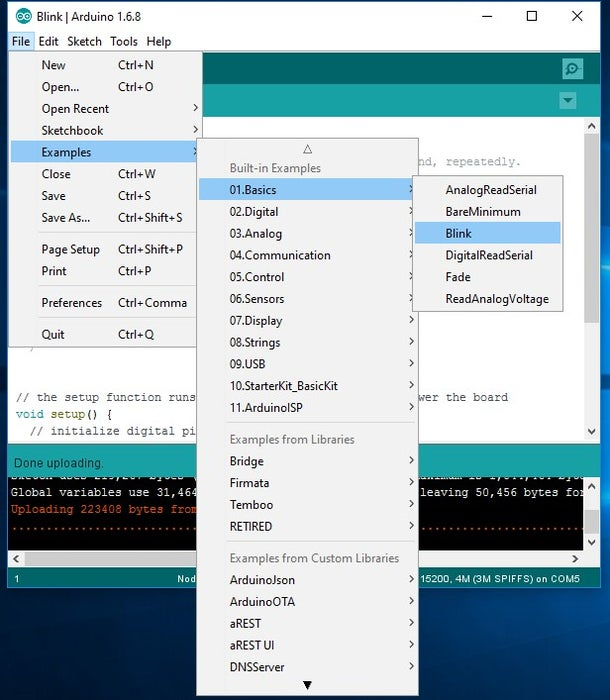 Blink | Arduino 1.6.8
File Edit Sketch Tools Help
New Ctrl+N
Open... Ctrl+O
Open Recent
Sketchbook
Examples
Close Ctrl+W
Save Ctrl+S
Save As... Ctrl+Shift+S
Page Setup Ctrl+Shift+P
Print Ctrl+P
Preferences Ctrl+Comma
Quit Ctrl+Q
Built-in Examples
01.Basics
02.Digital
03.Analog
04.Communication
05.Control
06.Sensors
07.Display
08.Strings
09.USB
10.StarterKit_BasicKit
11.ArduinoISP
Examples from Libraries
Bridge
Firmata
Temboo
RETIRED
Examples from Custom Libraries
ArduinoJson
ArduinoOTA
aREST
aREST UI
DNSServer
AnalogReadSerial
BareMinimum
Blink
DigitalReadSerial
Fade
ReadAnalogVoltage
nd, repeatedly.
// the setup function runs wer the board
void setup() {
// initialize digital pi
Done uploading.
Global variables use 31,464 leaving 50,456 bytes for
Uploading 223408 bytes from
1 Nod 15200, 4M (3M SPIFFS) on COM5